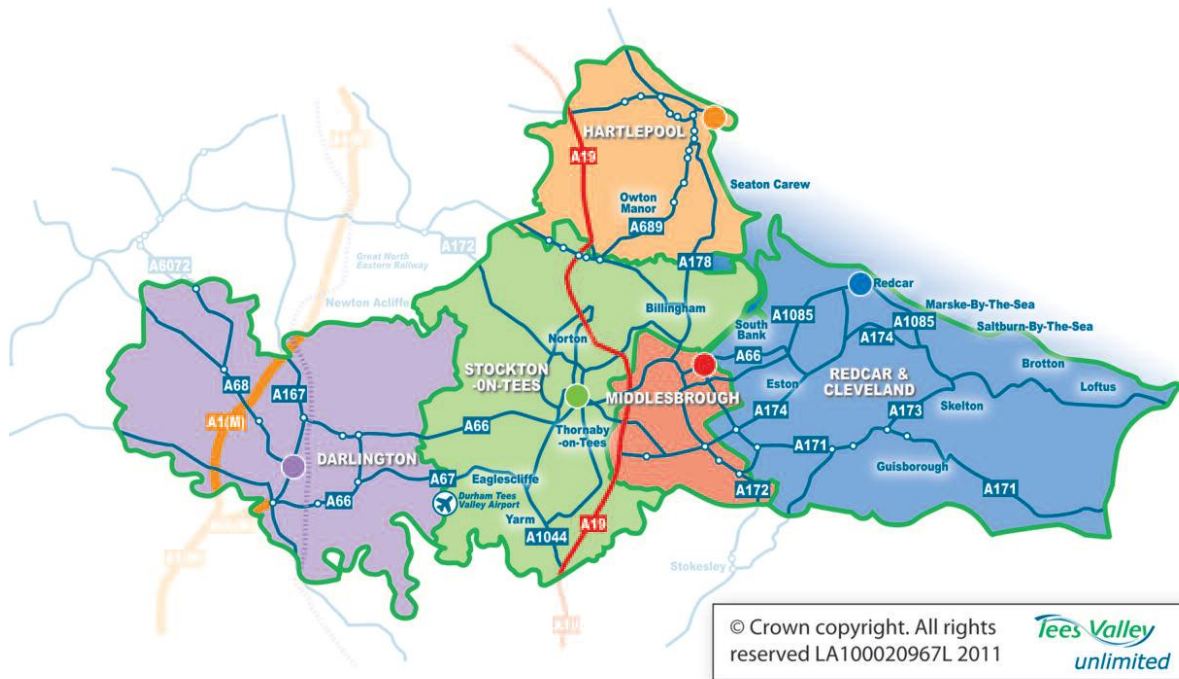 HARTLEPOOL
A19
Seaton Carew
Owton
Manor
A689
A172
A6072
Great North
Eastern Railway
A178
Newton Acliffe
Billingham
Redcar
Marske-By-The-Sea
A1085
South
Bank
A1085
Saltburn-By-The-Sea
Norton
A66
A174
STOCKTON
-ON-TEES
REDCAR &
CLEVELAND
Brotton
A68
A167
MIDDLESBROUGH
Eston
Loftus
Skelton
A1(M)
A66
Thornaby
-on-Tees
A174
A173
A171
DARLINGTON
Guisborough
A67
Eaglescliffe
A171
A66
Durham Tees
Valley Airport
A172
Yarm
A19
A1044
Stokesley
© Crown copyright. All rights
reserved LA100020967L 2011
Tees Valley
unlimited